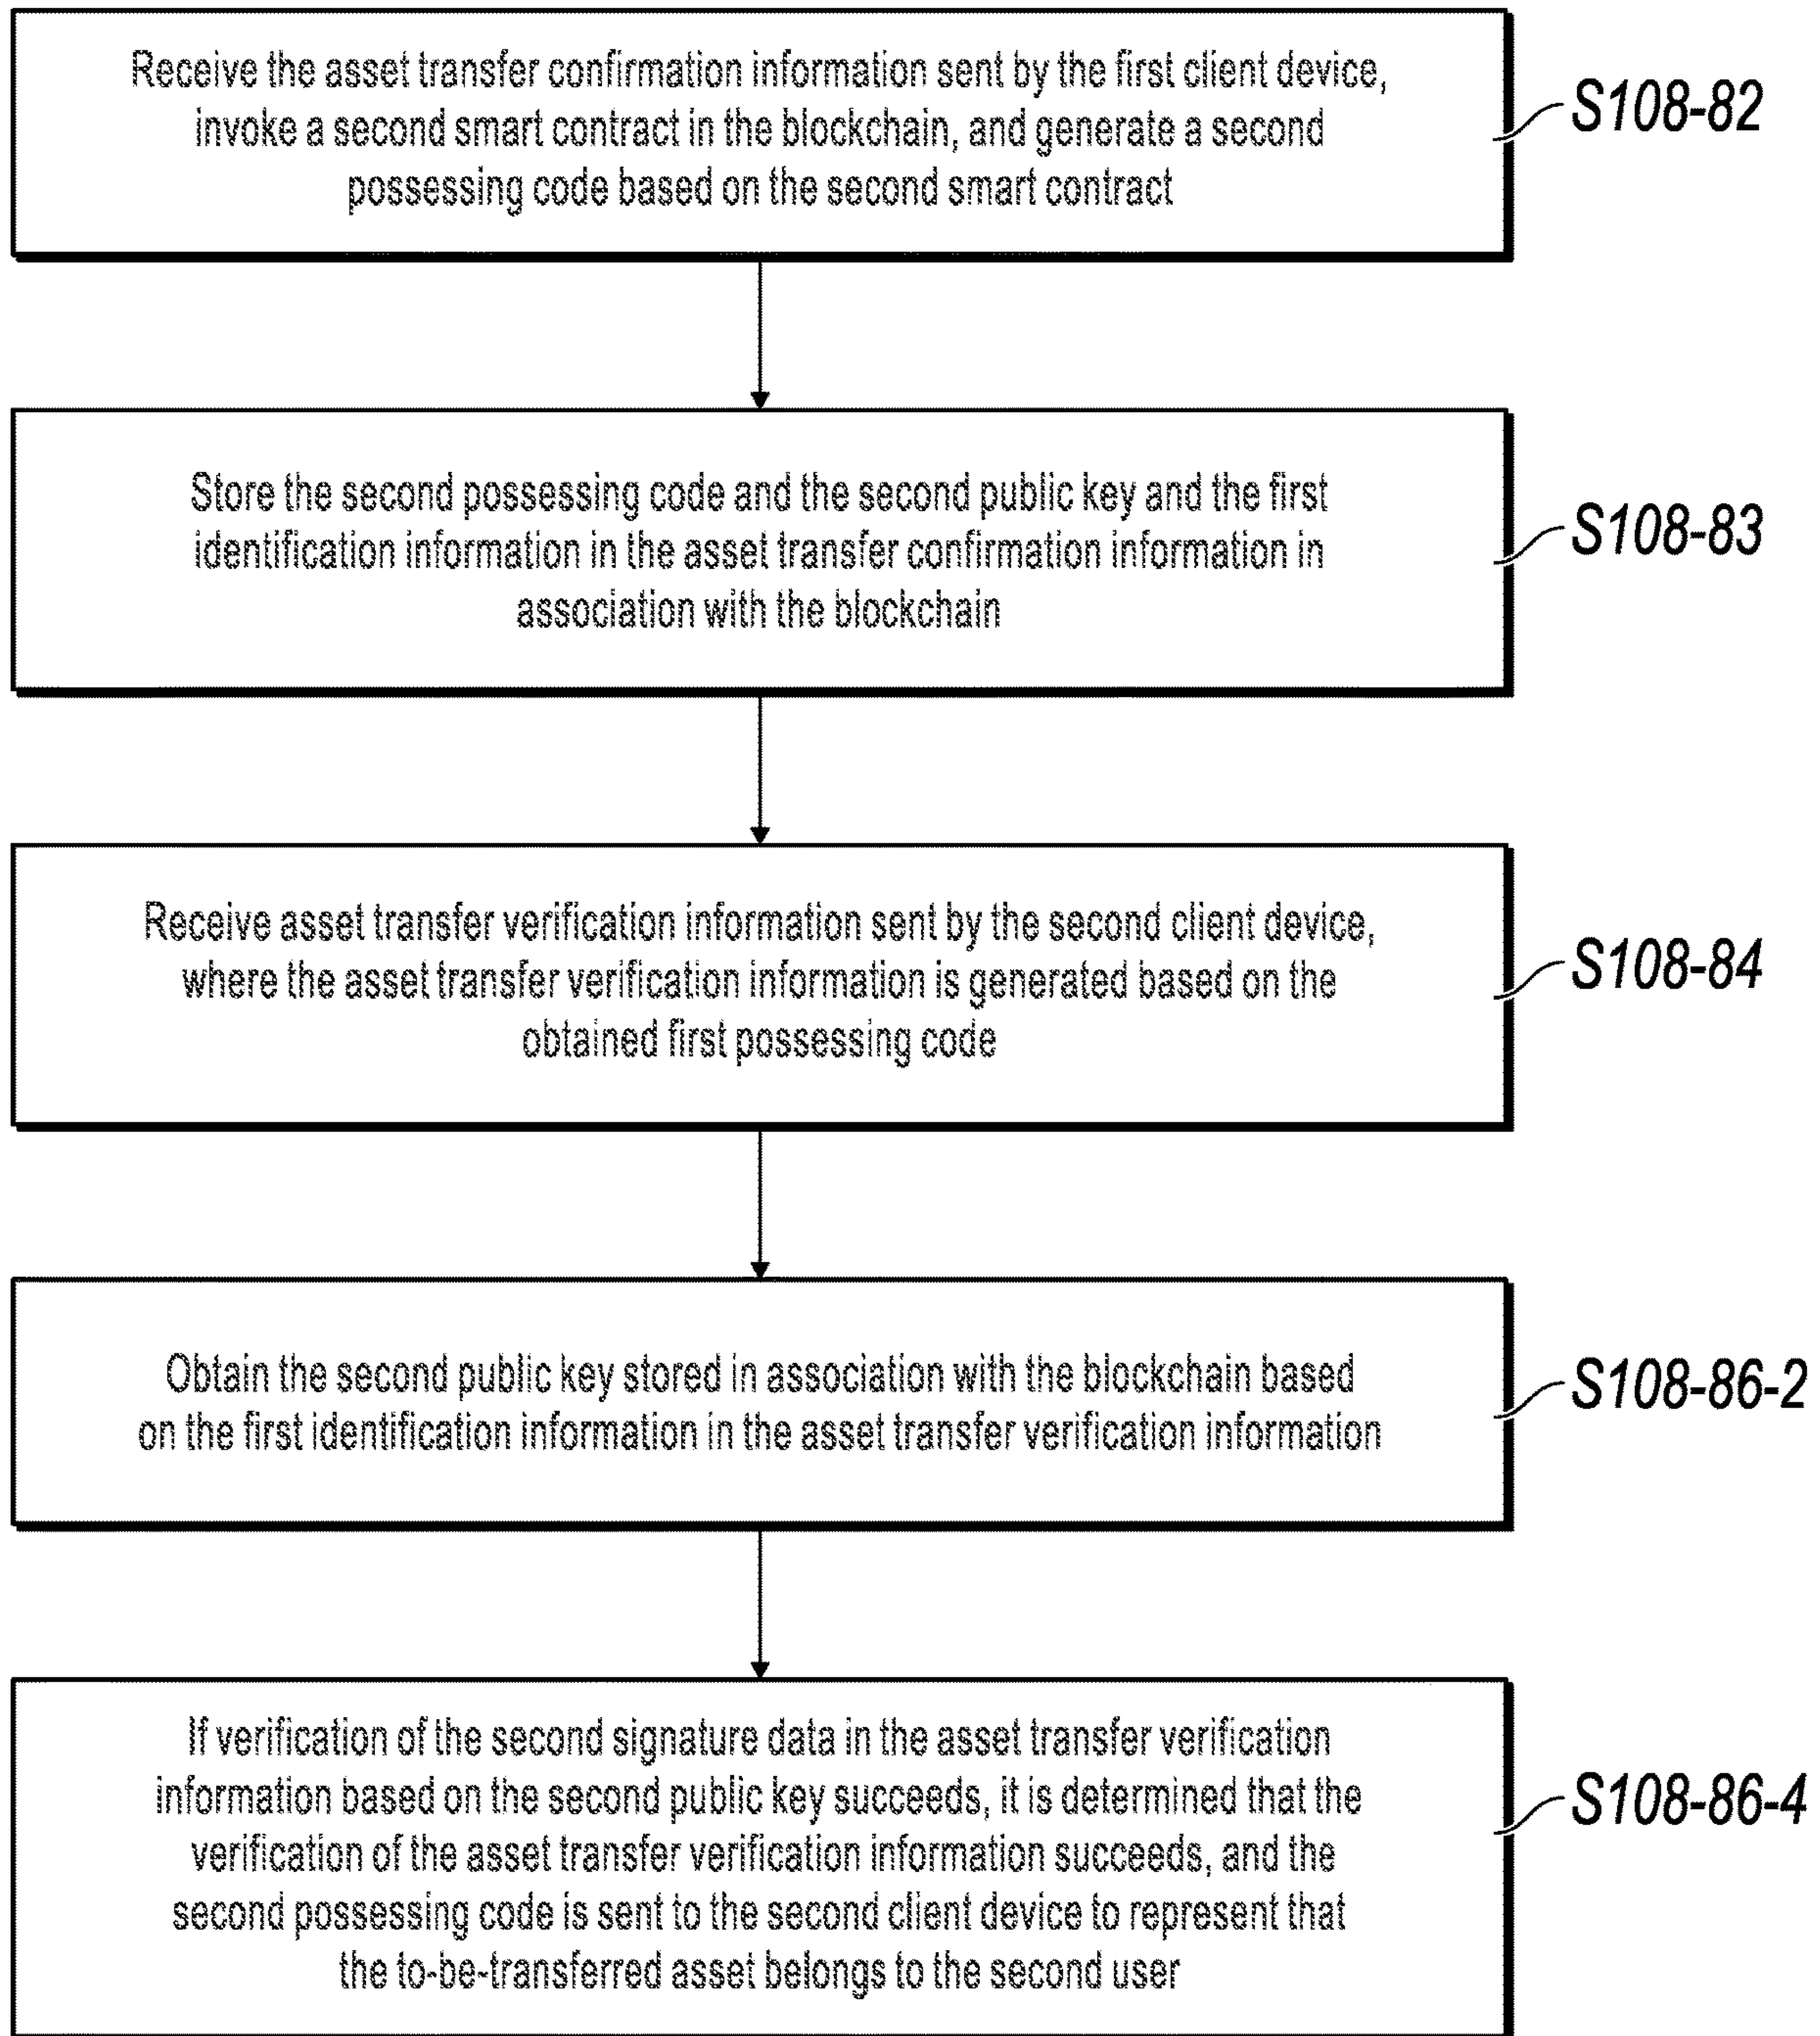 Receive the asset transfer confirmation information sent by the first client device,
invoke a second smart contract in the blockchain, and generate a second
possessing code based on the second smart contract
S108-82
Store the second possessing code and the second public key and the first
identification information in the asset transfer confirmation information in
association with the blockchain
S108-83
Receive asset transfer verification information sent by the second client device,
where the asset transfer verification information is generated based on the
obtained first possessing code
S108-84
Obtain the second public key stored in association with the blockchain based
on the first identification information in the asset transfer verification information
S108-86-2
If verification of the second signature data in the asset transfer verification
information based on the second public key succeeds, it is determined that the
verification of the asset transfer verification information succeeds, and the
second possessing code is sent to the second client device to represent that
the to-be-transferred asset belongs to the second user
S108-86-4